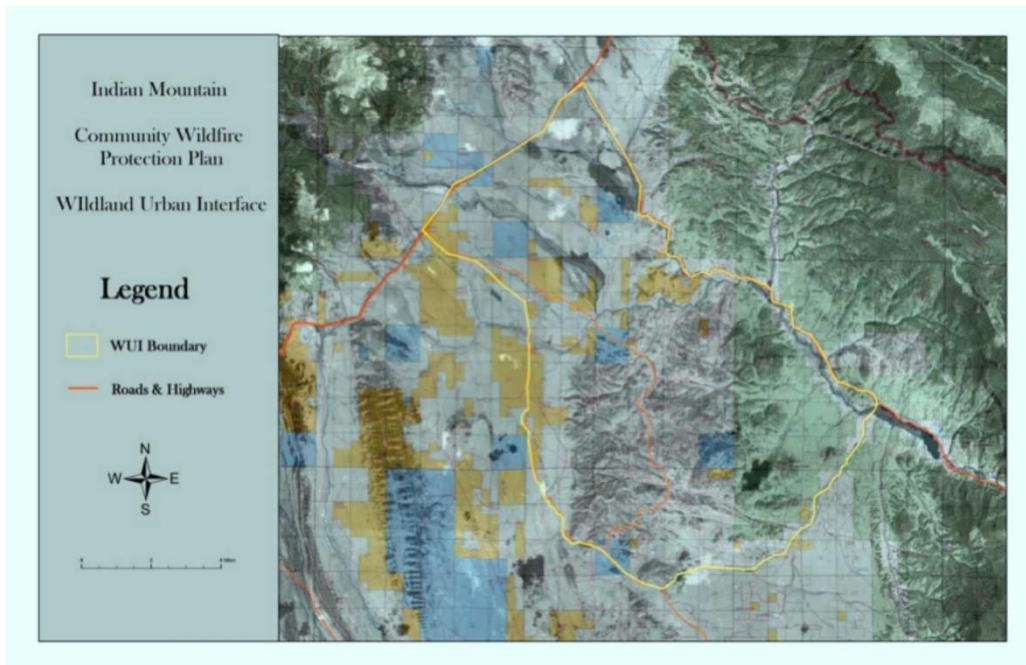 Indian Mountain
Community Wildfire
Protection Plan
WIldland Urban Interface
Legend
WUI Boundary
Roads & Highways
N
W
E
S